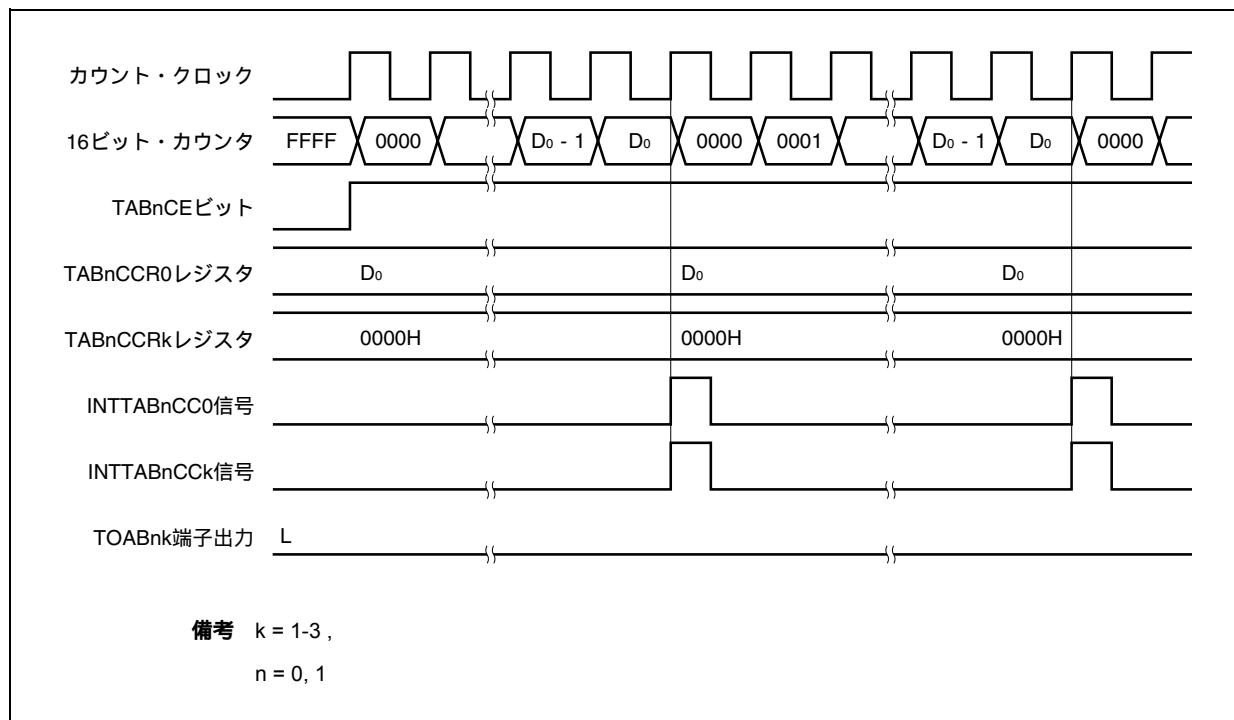 カウント・クロック
16ビット・カウンタ FFFF 0000 D0 - 1 D0 0000 0001 D0 - 1 D0 0000
TABnCEビット
TABnCCR0レジスタ D0 D0 D0
TABnCCRkレジスタ 0000H 0000H 0000H
INTTABnCC0信号
INTTABnCCk信号
TOABnk端子出力 L
備考 k = 1-3 ,
n = 0, 1